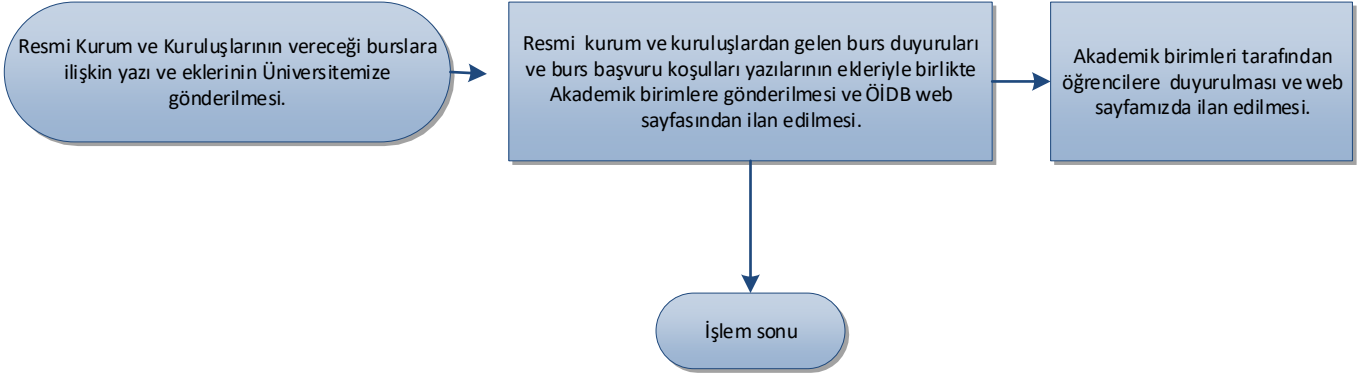 Resmi Kurum ve Kuruluşlarının vereceği burslara
ilişkin yazı ve eklerinin Üniversitemize
gönderilmesi.
Resmi kurum ve kuruluşlardan gelen burs duyuruları
ve burs başvuru koşulları yazılarının ekleriyle birlikte
Akademik birimlere gönderilmesi ve ÖİDB web
sayfasından ilan edilmesi.
Akademik birimleri tarafından
öğrencilere duyurulması ve web
sayfamızda ilan edilmesi.
İşlem sonu